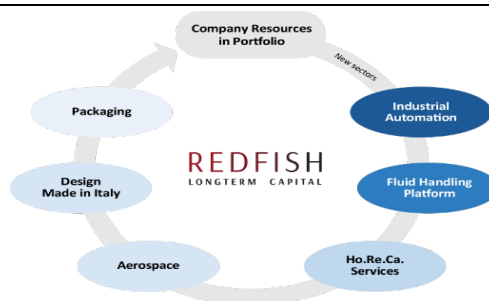 Company Resources
in Portfolio
New sectors
Packaging
Industrial
Automation
REDFISH
LONGTERM CAPITAL
Design
Made in Italy
Fluid Handling
Platform
Aerospace
Ho.Re.Ca.
Services